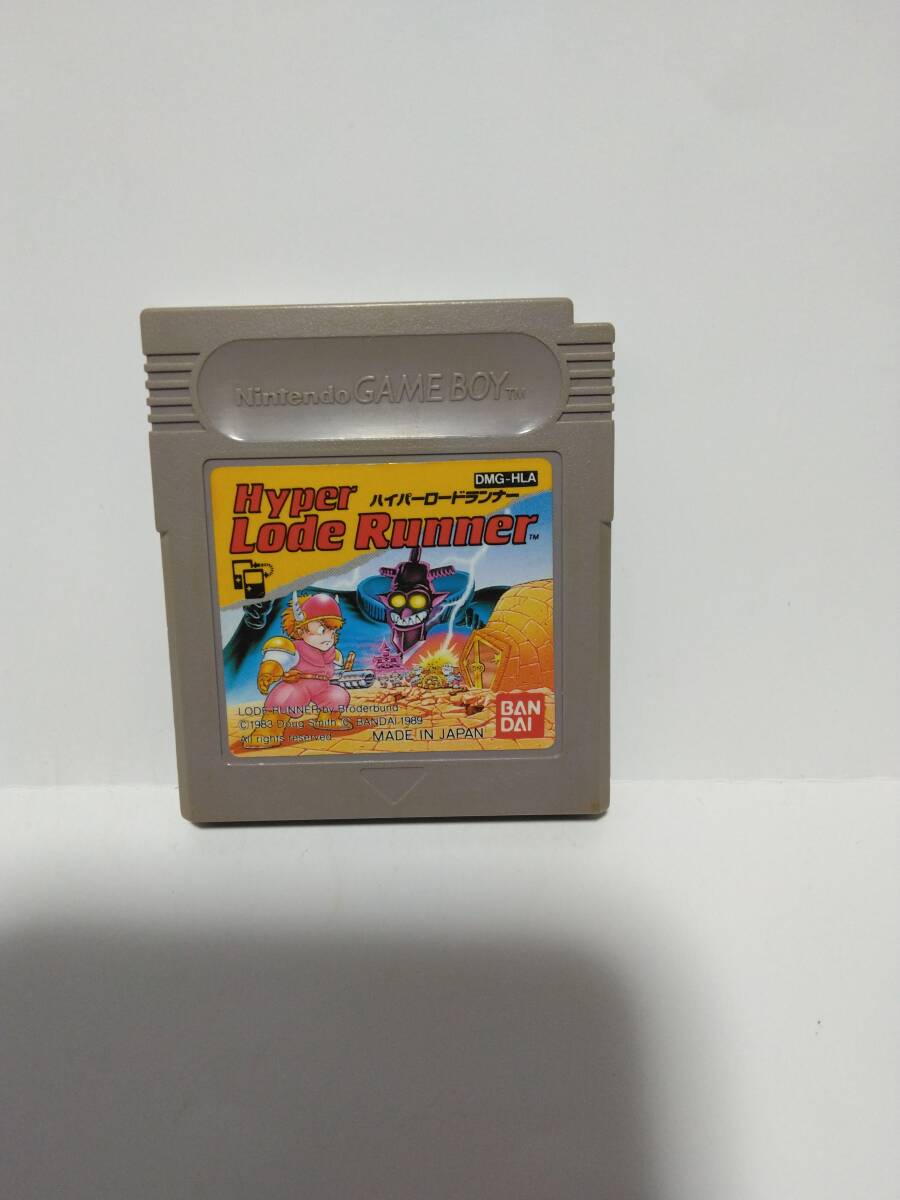 Nintendo GAME BOY™
DMG-HLA
Hyper ハイパーロードランナー
Lode Runner™
LODE RUNNER by Brøderbund
©1983 Doug Smith © BANDAI 1989
All rights reserved MADE IN JAPAN
BAN
DAI